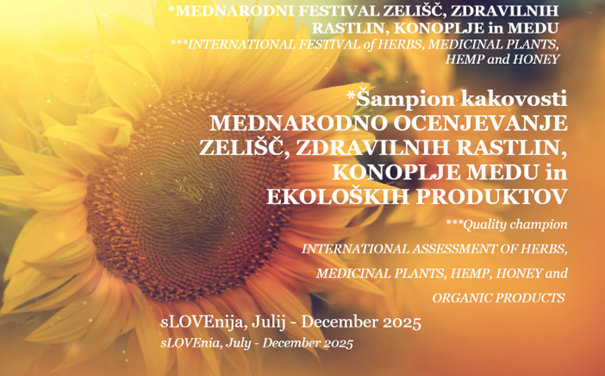 *MEDNARODNI FESTIVAL ZELIŠČ, ZDRAVILNIH
RASTLIN, KONOPLJE in MEDU
***INTERNATIONAL FESTIVAL of HERBS, MEDICINAL PLANTS,
HEMP and HONEY
*Šampion kakovosti
MEDNARODNO OCENJEVANJE
ZELIŠČ, ZDRAVILNIH RASTLIN,
KONOPLJE MEDU in
EKOLOŠKIH PRODUKTOV
***Quality champion
INTERNATIONAL ASSESSMENT OF HERBS,
MEDICINAL PLANTS, HEMP, HONEY and
ORGANIC PRODUCTS
sLOVEnija, Julij - December 2025
sLOVEnia, July - December 2025